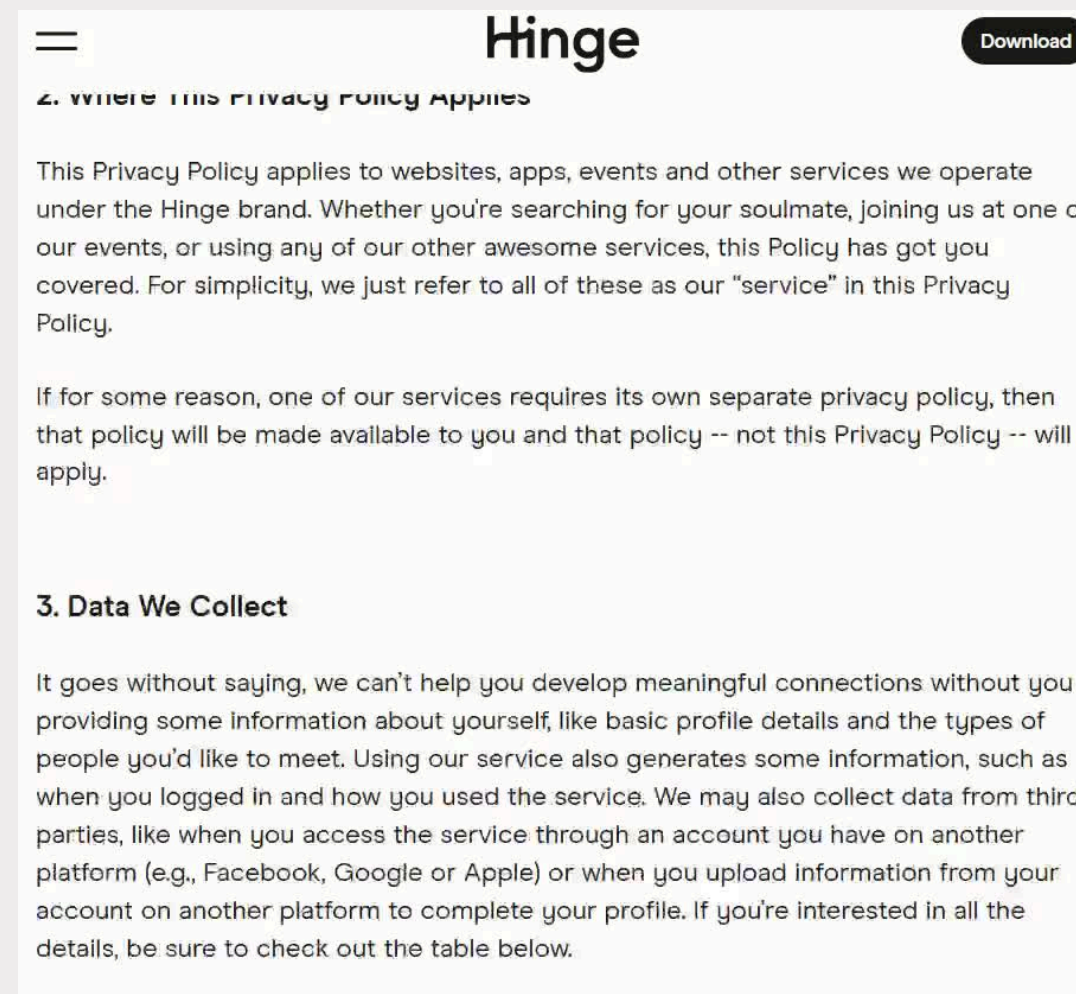 Hinge
Download
2. Where This Privacy Policy Applies
This Privacy Policy applies to websites, apps, events and other services we operate
under the Hinge brand. Whether you're searching for your soulmate, joining us at one
our events, or using any of our other awesome services, this Policy has got you
covered. For simplicity, we just refer to all of these as our “service” in this Privacy
Policy.
If for some reason, one of our services requires its own separate privacy policy, then
that policy will be made available to you and that policy -- not this Privacy Policy -- will
apply.
3. Data We Collect
It goes without saying, we can’t help you develop meaningful connections without you
providing some information about yourself, like basic profile details and the types of
people you’d like to meet. Using our service also generates some information, such as
when you logged in and how you used the service. We may also collect data from third
parties, like when you access the service through an account you have on another
platform (e.g., Facebook, Google or Apple) or when you upload information from your
account on another platform to complete your profile. If you're interested in all the
details, be sure to check out the table below.